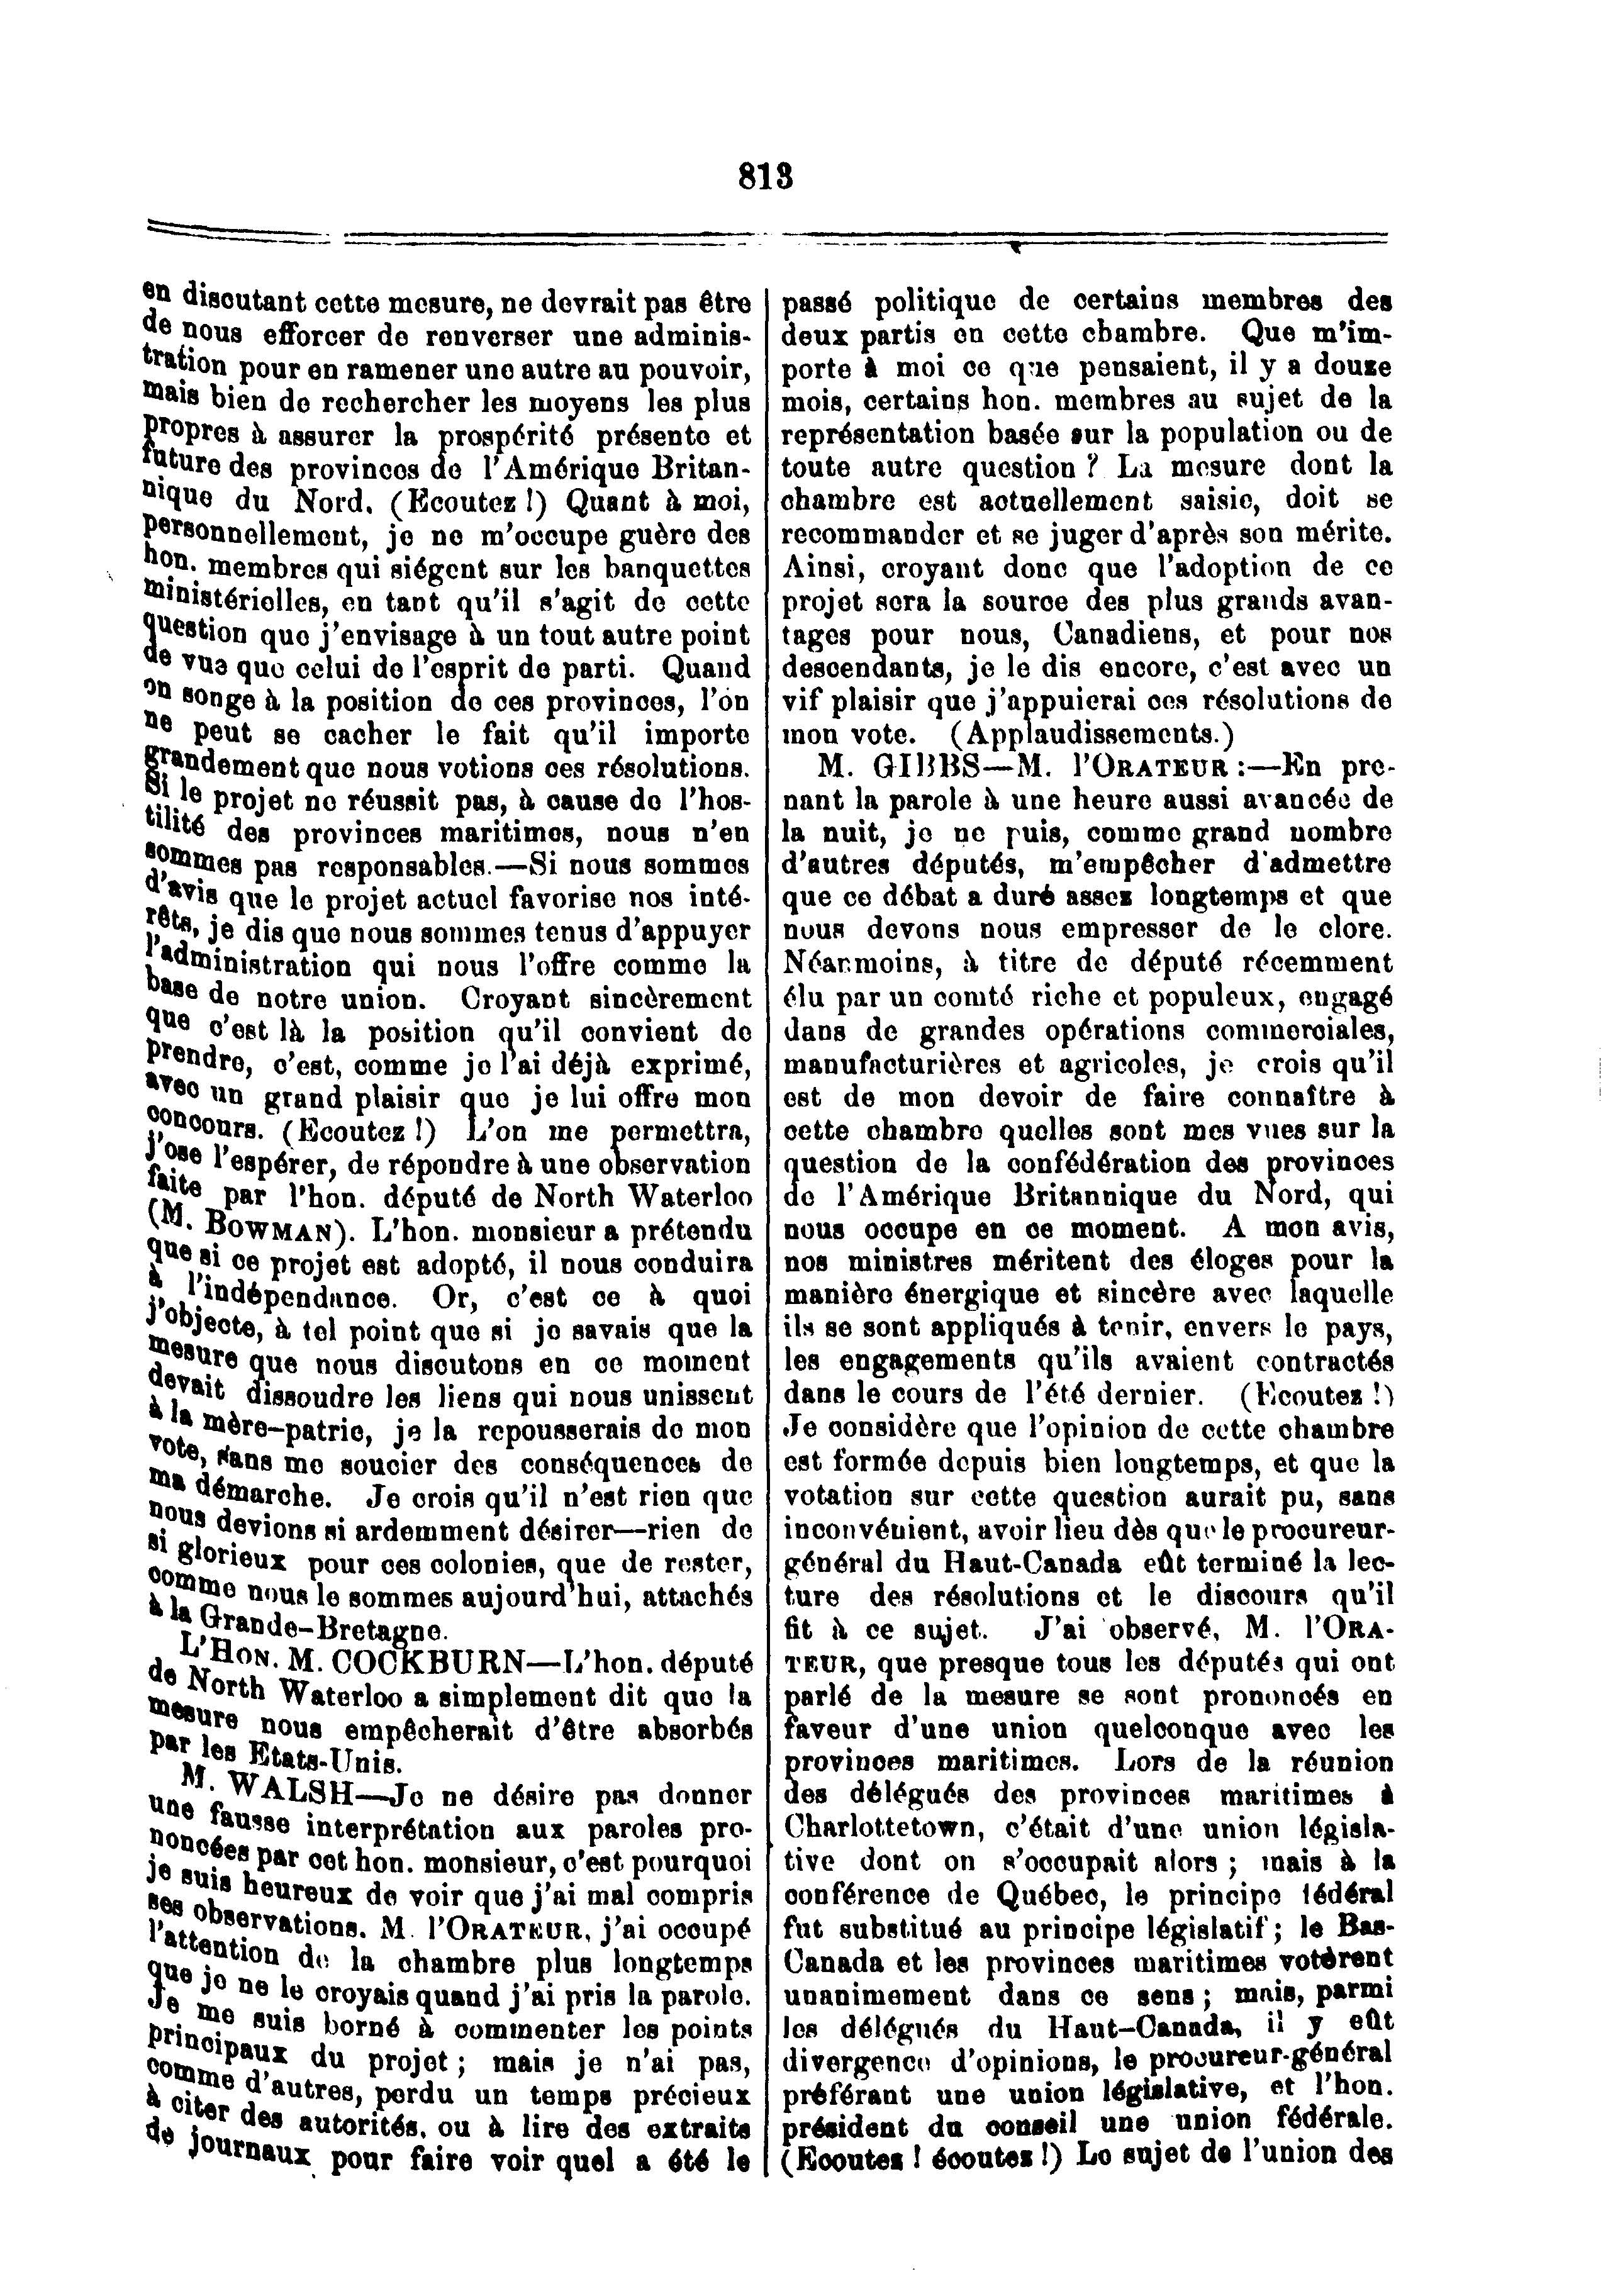 813
en discutant cette mesure, ne devrait pas être
de nous efforcer de renverser une adminis-
tration pour en ramener une autre au pouvoir,
mais bien de rechercher les moyens les plus
propres à assurer la prospérité présente et
future des provinces de l'Amérique Britan-
nique du Nord. (Ecoutez !) Quant à moi,
personnellement, je ne m'occupe guère des
hon. membres qui siégent sur les banquettes
ministérielles, en tant qu'il s'agit de cette
question que j'envisage à un tout autre point
de vue que celui de l'esprit de parti. Quand
on songe à la position de ces provinces, l'on
ne peut se cacher le fait qu'il importe
grandement que nous votions ces résolutions.
Si le projet ne réussit pas, à cause de l'hos-
tilité des provinces maritimes, nous n'en
sommes pas responsables.—Si nous sommes
d'avis que le projet actuel favorise nos inté-
rêts, je dis que nous sommes tenus d'appuyer
l'administration qui nous l'offre comme la
base de notre union. Croyant sincèrement
que c'est là la position qu'il convient de
prendre, c'est, comme je l'ai déjà exprimé,
avec un grand plaisir que je lui offre mon
concours. (Ecoutez !) L'on me permettra,
j'ose l'espérer, de répondre à une observation
faite par l'hon. député de North Waterloo
(M. BOWMAN). L'hon. monsieur a prétendu
que si ce projet est adopté, il nous conduira
à l'indépendance. Or, c'est ce à quoi
j'objecte, à tel point que si je savais que la
mesure que nous discutons en ce moment
devait dissoudre les liens qui nous unissent
à la mère-patrie, je la repousserais de mon
vote, sans me soucier des conséquences de
ma démarche. Je crois qu'il n'est rien que
nous devions si ardemment désirer—rien de
si glorieux pour ces colonies, que de rester,
comme nous le sommes aujourd'hui, attachés
à la Grande-Bretagne.
L'HON. M. COCKBURN—L'hon. député
de North Waterloo a simplement dit que la
mesure nous empêcherait d'être absorbés
par les Etats-Unis.
M. WALSH—Je ne désire pas donner
une fausse interprétation aux paroles pro-
noncées par cet hon. monsieur, c'est pourquoi
je suis heureux de voir que j'ai mal compris
ses observations. M. l'ORATEUR, j'ai occupé
l'attention de la chambre plus longtemps
que je ne le croyais quand j'ai pris la parole.
Je me suis borné à commenter les points
principaux du projet ; mais je n'ai pas,
comme d'autres, perdu un temps précieux
à citer des autorités, ou à lire des extraits
de journaux pour faire voir quel a été le
passé politique de certains membres des
deux partis en cette chambre. Que m'im-
porte à moi ce que pensaient, il y a douze
mois, certains hon. membres au sujet de la
représentation basée sur la population ou de
toute autre question ? La mesure dont la
chambre est actuellement saisie, doit se
recommander et se juger d'après son mérite.
Ainsi, croyant donc que l'adoption de ce
projet sera la source des plus grands avan-
tages pour nous, Canadiens, et pour nos
descendants, je le dis encore, c'est avec un
vif plaisir que j'appuierai ces résolutions de
mon vote. (Applaudissements.)
M. GIBBS—M. l'ORATEUR :—En pre-
nant la parole à une heure aussi avancée de
la nuit, je ne puis, comme grand nombre
d'autres députés, m'empêcher d'admettre
que ce débat a duré assez longtemps et que
nous devons nous empresser de le clore.
Néanmoins, à titre de député récemment
élu par un comté riche et populeux, engagé
dans de grandes opérations commerciales,
manufacturières et agricoles, je crois qu'il
est de mon devoir de faire connaître à
cette chambre quelles sont mes vues sur la
question de la confédération des provinces
de l'Amérique Britannique du Nord, qui
nous occupe en ce moment. A mon avis,
nos ministres méritent des éloges pour la
manière énergique et sincère avec laquelle
ils se sont appliqués à tenir, envers le pays,
les engagements qu'ils avaient contractés
dans le cours de l'été dernier. (Ecoutez !)
Je considère que l'opinion de cette chambre
est formée depuis bien longtemps, et que la
votation sur cette question aurait pu, sans
inconvénient, avoir lieu dès que le procureur-
général du Haut-Canada eût terminé la lec-
ture des résolutions et le discours qu'il
fit à ce sujet. J'ai observé, M. l'ORA-
TEUR, que presque tous les députés qui ont
parlé de la mesure se sont prononcés en
faveur d'une union quelconque avec les
provinces maritimes. Lors de la réunion
des délégués des provinces maritimes à
Charlottetown, c'était d'une union législa-
tive dont on s'occupait alors ; mais à la
conférence de Québec, le principe fédéral
fut substitué au principe législatif ; le Bas-
Canada et les provinces maritimes votèrent
unanimement dans ce sens ; mais, parmi
les délégués du Haut-Canada, il y eût
divergence d'opinions, le procureur-général
préférant une union législative, et l'hon.
président du conseil une union fédérale.
(Ecoutez ! écoutez !) Le sujet de l'union des